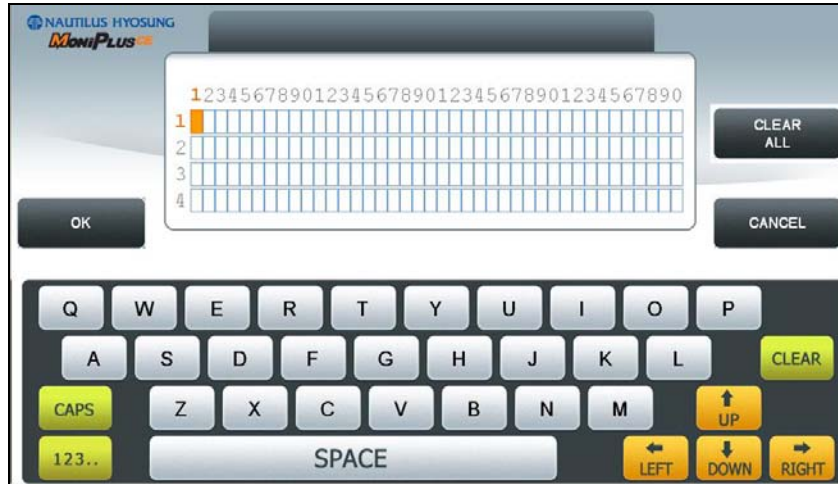 NAUTILUS HYOSUNG
MoniPlusCE
1234567890123456789012345678901234567890
1
2
3
4
CLEAR
ALL
OK
CANCEL
Q W E R T Y U I O P
A S D F G H J K L CLEAR
CAPS Z X C V B N M UP
123.. SPACE LEFT DOWN RIGHT